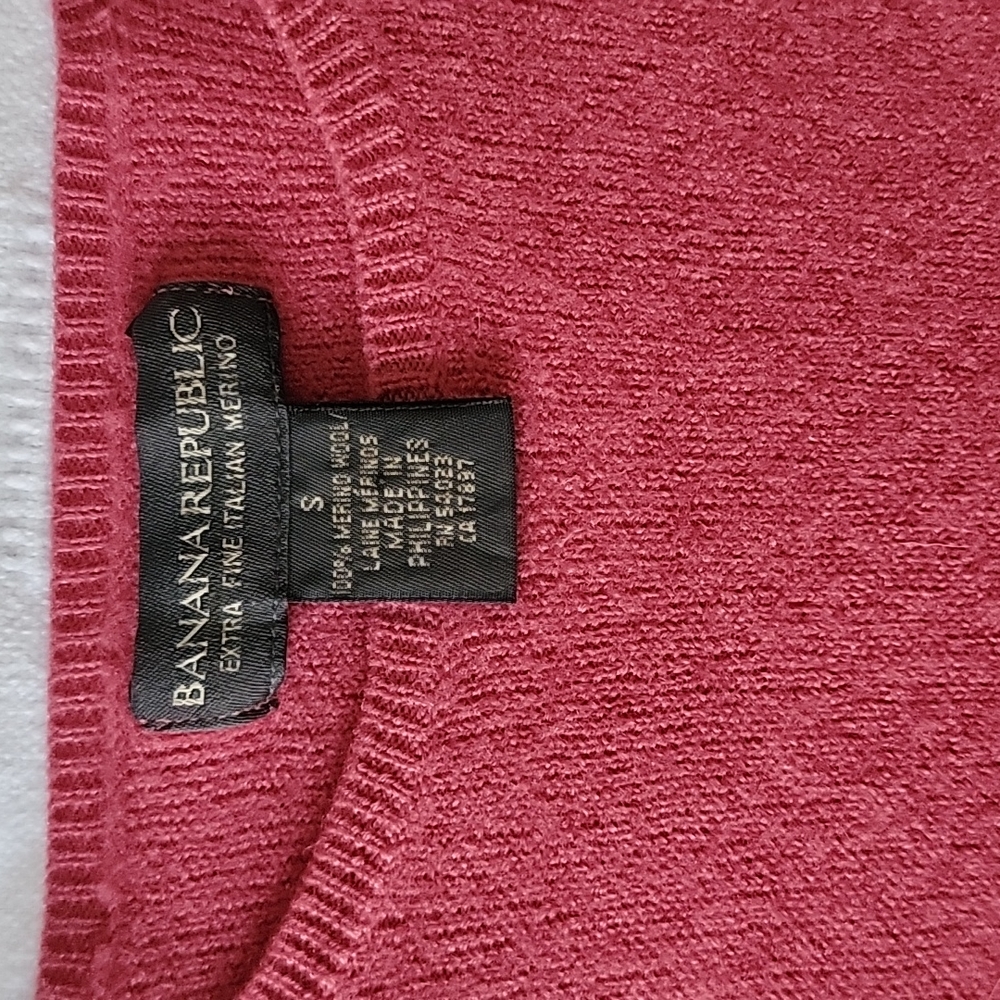 BANANA REPUBLIC
EXTRA FINE ITALIAN MERINO
S
100% MERINO WOOL/
LAINE MÉRINOS
MADE IN
PHILIPPINES
RN 54023
CA 17897